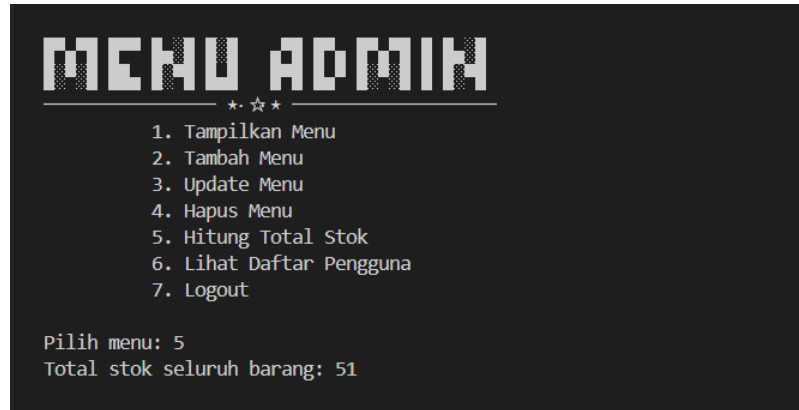 MENU ADMIN
★· ☆ ★
1. Tampilkan Menu
2. Tambah Menu
3. Update Menu
4. Hapus Menu
5. Hitung Total Stok
6. Lihat Daftar Pengguna
7. Logout
Pilih menu: 5
Total stok seluruh barang: 51